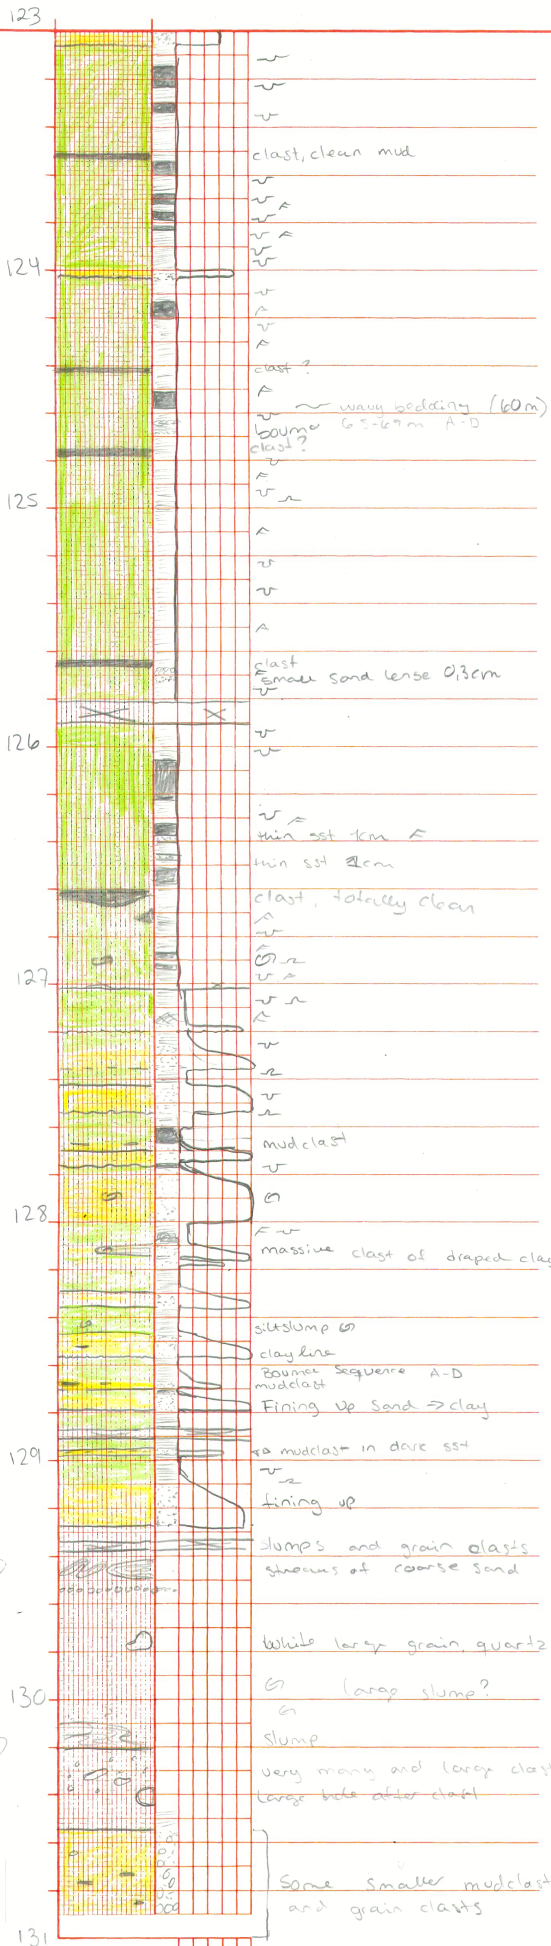 123
clast, clean mud
124
clast?
wavy bedding (60m)
bouma 65-69m A-D
clast?
125
clast
small sand lense 0,3cm
126
thin sst 1cm
thin sst 2cm
clast, totally clean
127
mudclast
128
massive clast of draped clay
siltslump
clay line
Bouma Sequence A-D
mudclast
Fining up Sand → clay
129
mudclast in dark sst
fining up
slumps and grain clasts
streams of coarse sand
White large grain, quartz
130
large slump?
slump
very many and large clast
Large hole after clast
Some smaller mudclast
and grain clasts
131